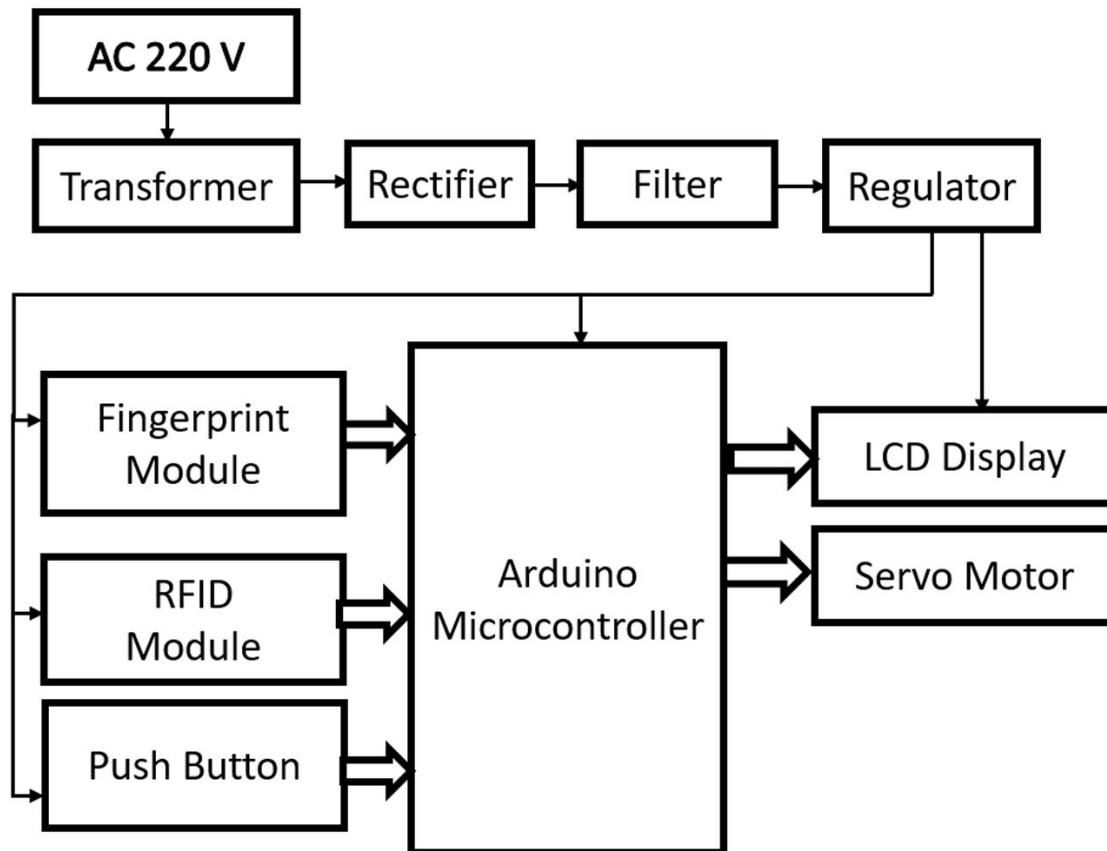 AC 220 V
Transformer
Rectifier
Filter
Regulator
Fingerprint
Module
RFID
Module
Push Button
Arduino
Microcontroller
LCD Display
Servo Motor